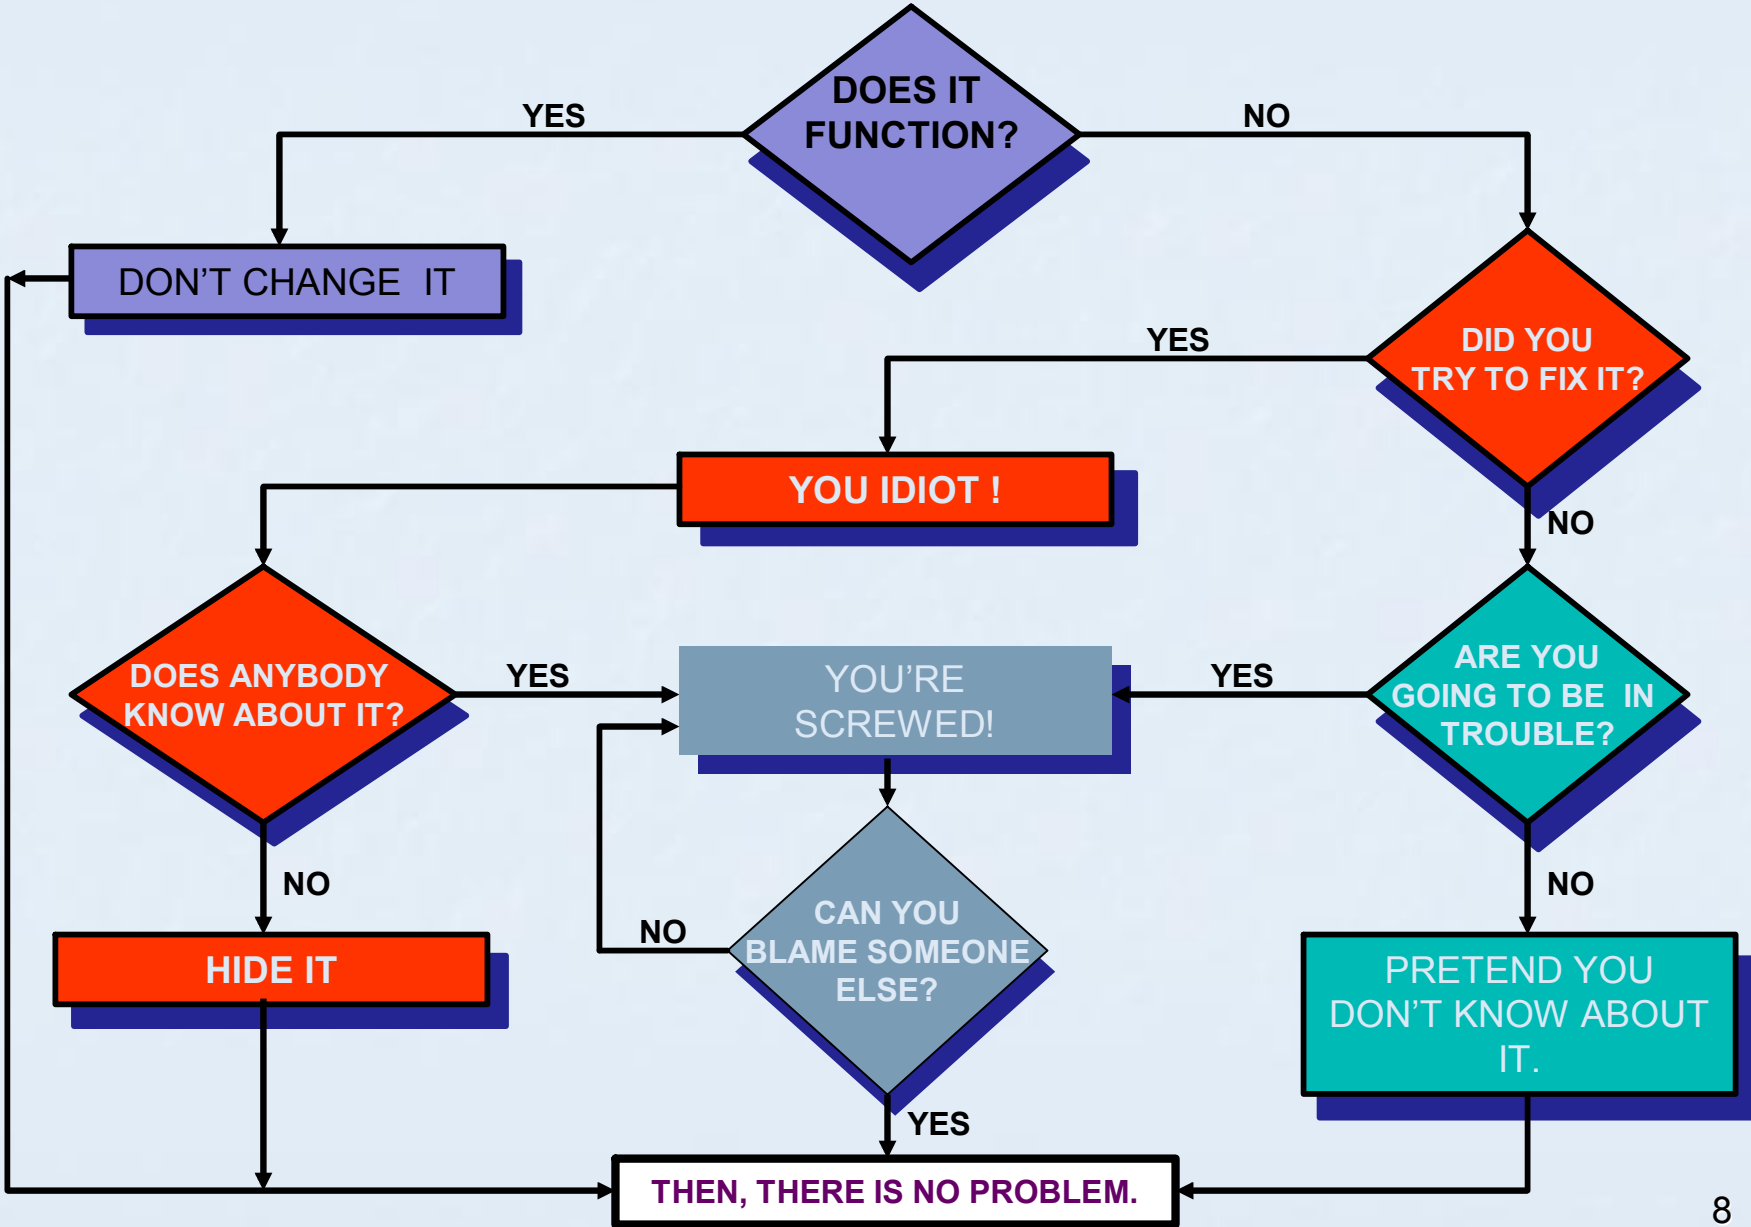 DOES IT
FUNCTION?
YES
NO
DON'T CHANGE  IT
DID YOU
TRY TO FIX IT?
YES
YOU IDIOT !
NO
DOES ANYBODY
KNOW ABOUT IT?
YES
YOU'RE
SCREWED!
YES
ARE YOU
GOING TO BE  IN
TROUBLE?
NO
NO
HIDE IT
NO
CAN YOU
BLAME SOMEONE
ELSE?
PRETEND YOU
DON'T KNOW ABOUT
IT.
YES
THEN, THERE IS NO PROBLEM.
8